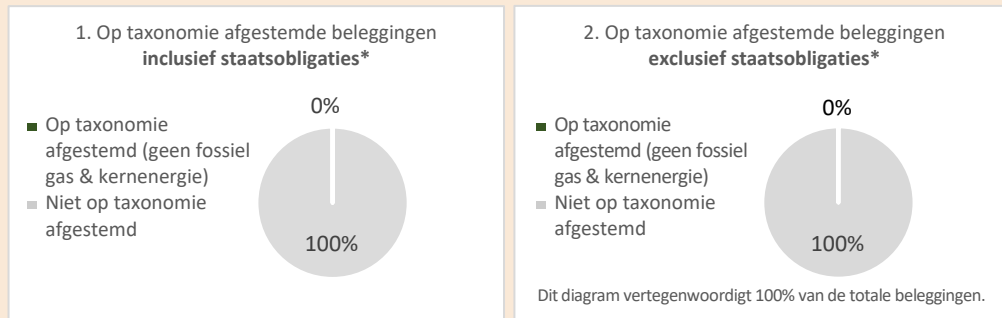 1. Op taxonomie afgestemde beleggingen
inclusief staatsobligaties*
0%
Op taxonomie
afgestemd (geen fossiel
gas & kernenergie)
Niet op taxonomie
afgestemd
100%
2. Op taxonomie afgestemde beleggingen
exclusief staatsobligaties*
0%
Op taxonomie
afgestemd (geen fossiel
gas & kernenergie)
Niet op taxonomie
afgestemd
100%
Dit diagram vertegenwoordigt 100% van de totale beleggingen.